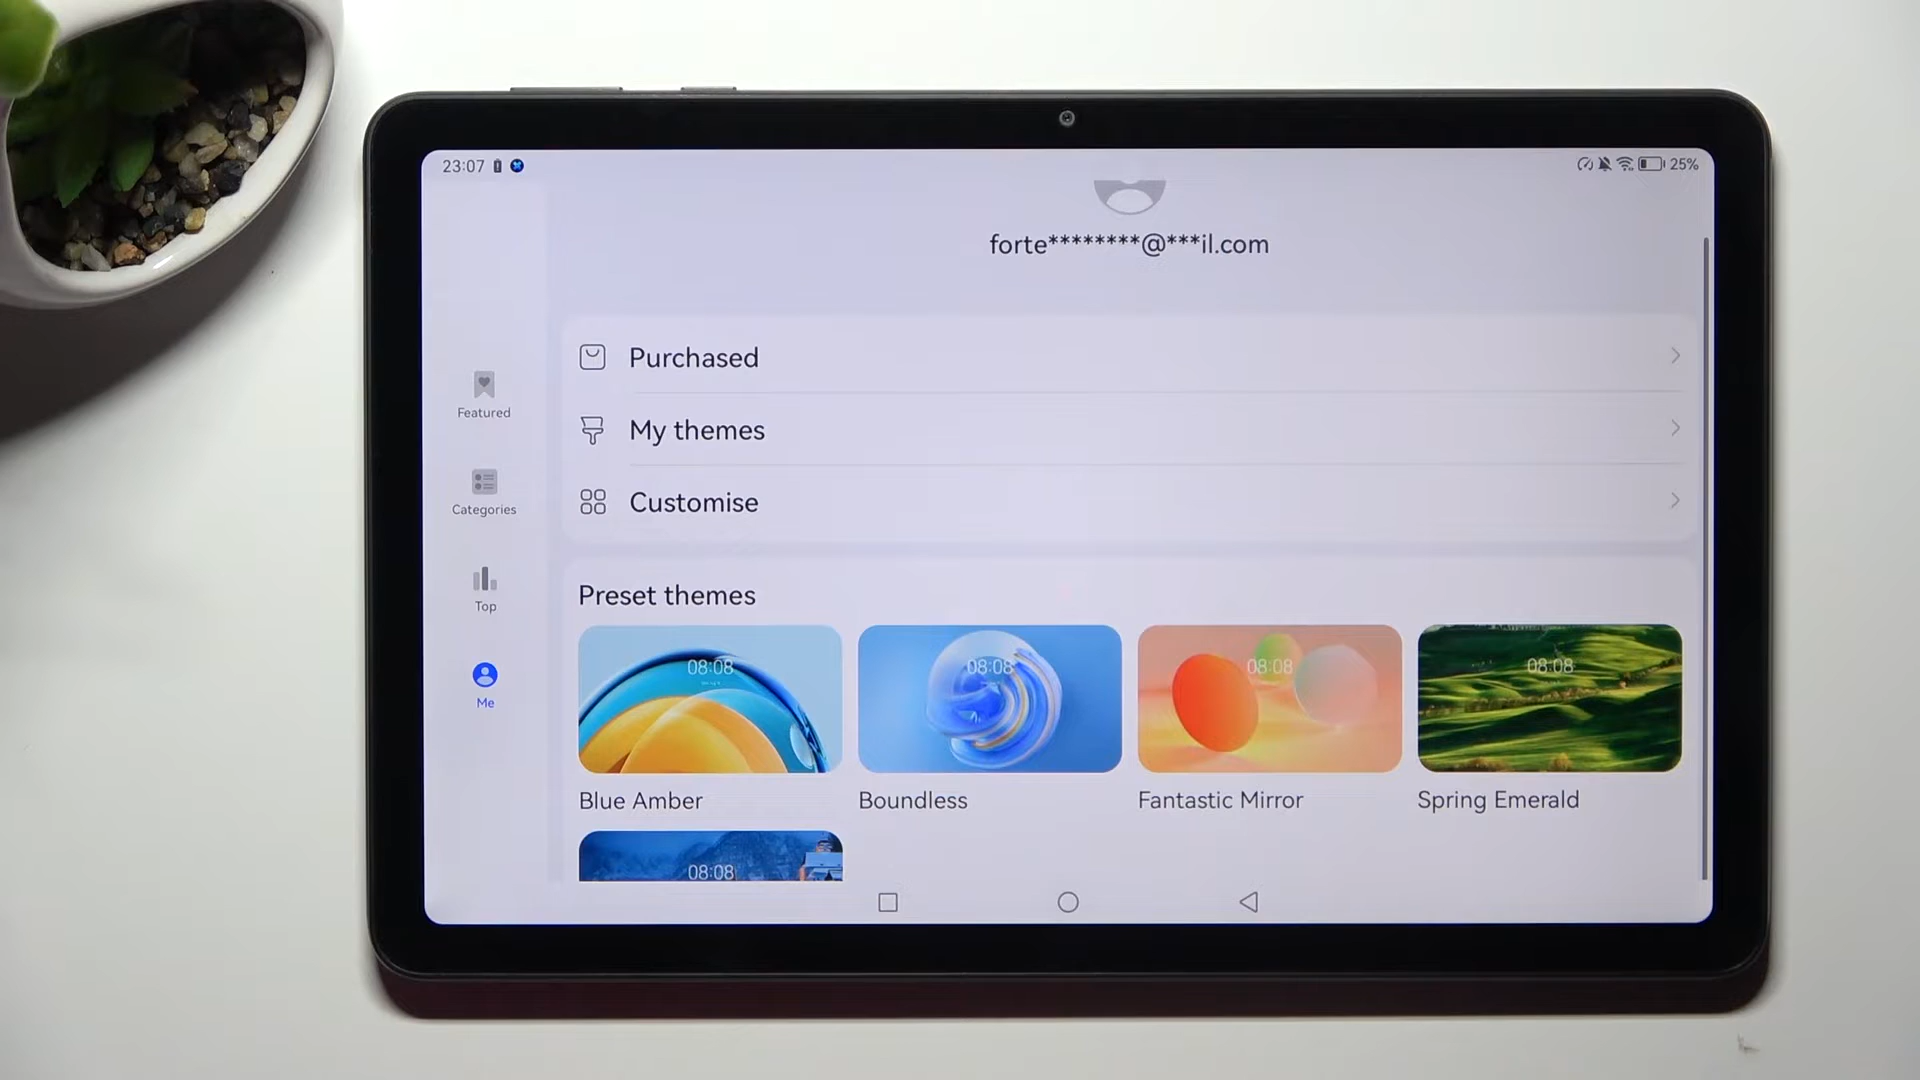 23:07
25%
forte********@***il.com
Purchased
My themes
Customise
Featured
Categories
Top
Me
Preset themes
08:08
08:08
08:08
08:08
Blue Amber
Boundless
Fantastic Mirror
Spring Emerald
08:08